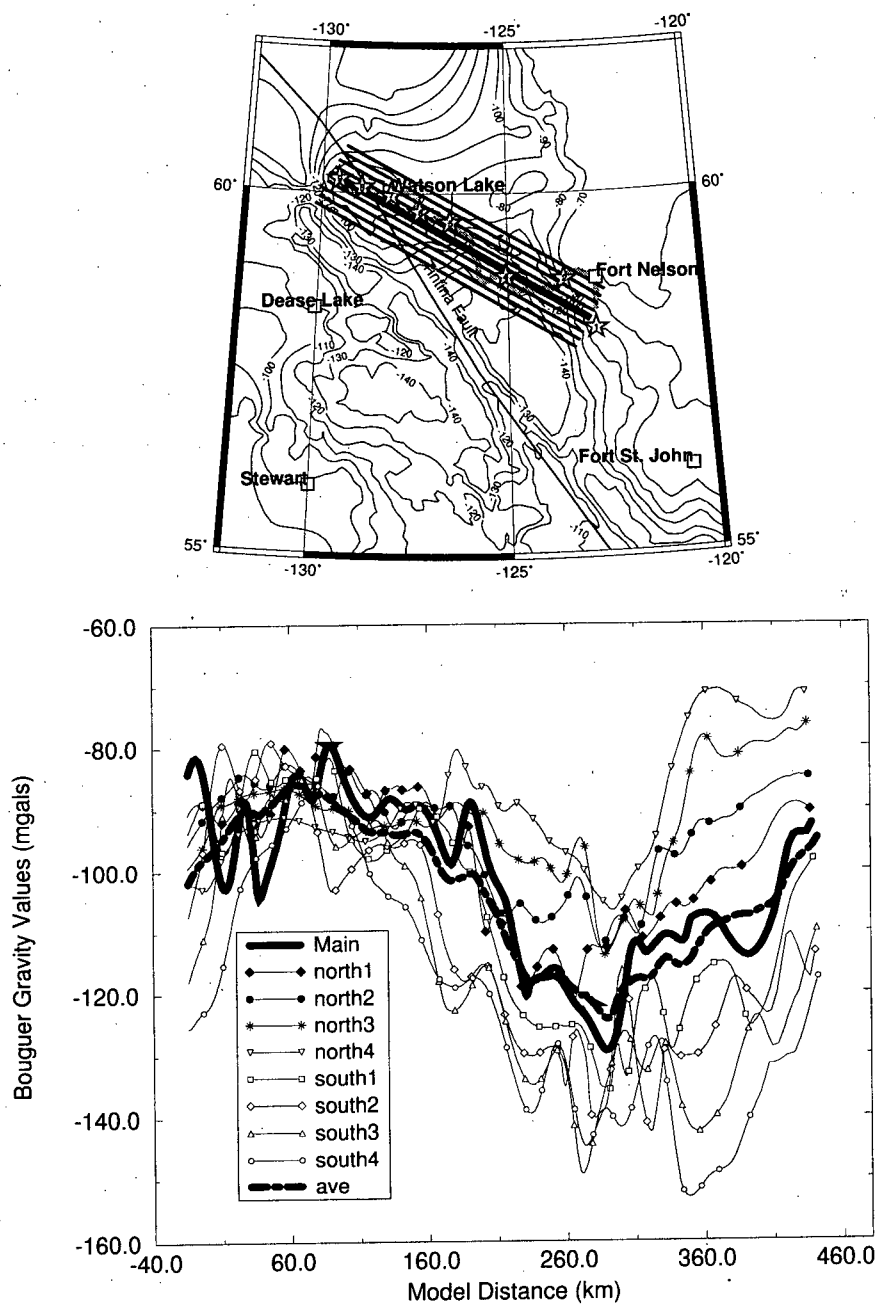 -130° -125° -120°
60° 60°
Watson Lake
Fort Nelson
Dease Lake
Tintina Fault
Fort St. John
Stewart
55° 55°
-130° -125° -120°
-100
-90
-80
-80
-70
-120
-130
-130
-140
-110
-130
-120
-100
-140
-140
-140
-140
-120
-130
-120
-130
-120
-110
-60.0
-80.0
-100.0
-120.0
-140.0
-160.0
Bouguer Gravity Values (mgals)
Main
north1
north2
north3
north4
south1
south2
south3
south4
ave
-40.0 60.0 160.0 260.0 360.0 460.0
Model Distance (km)